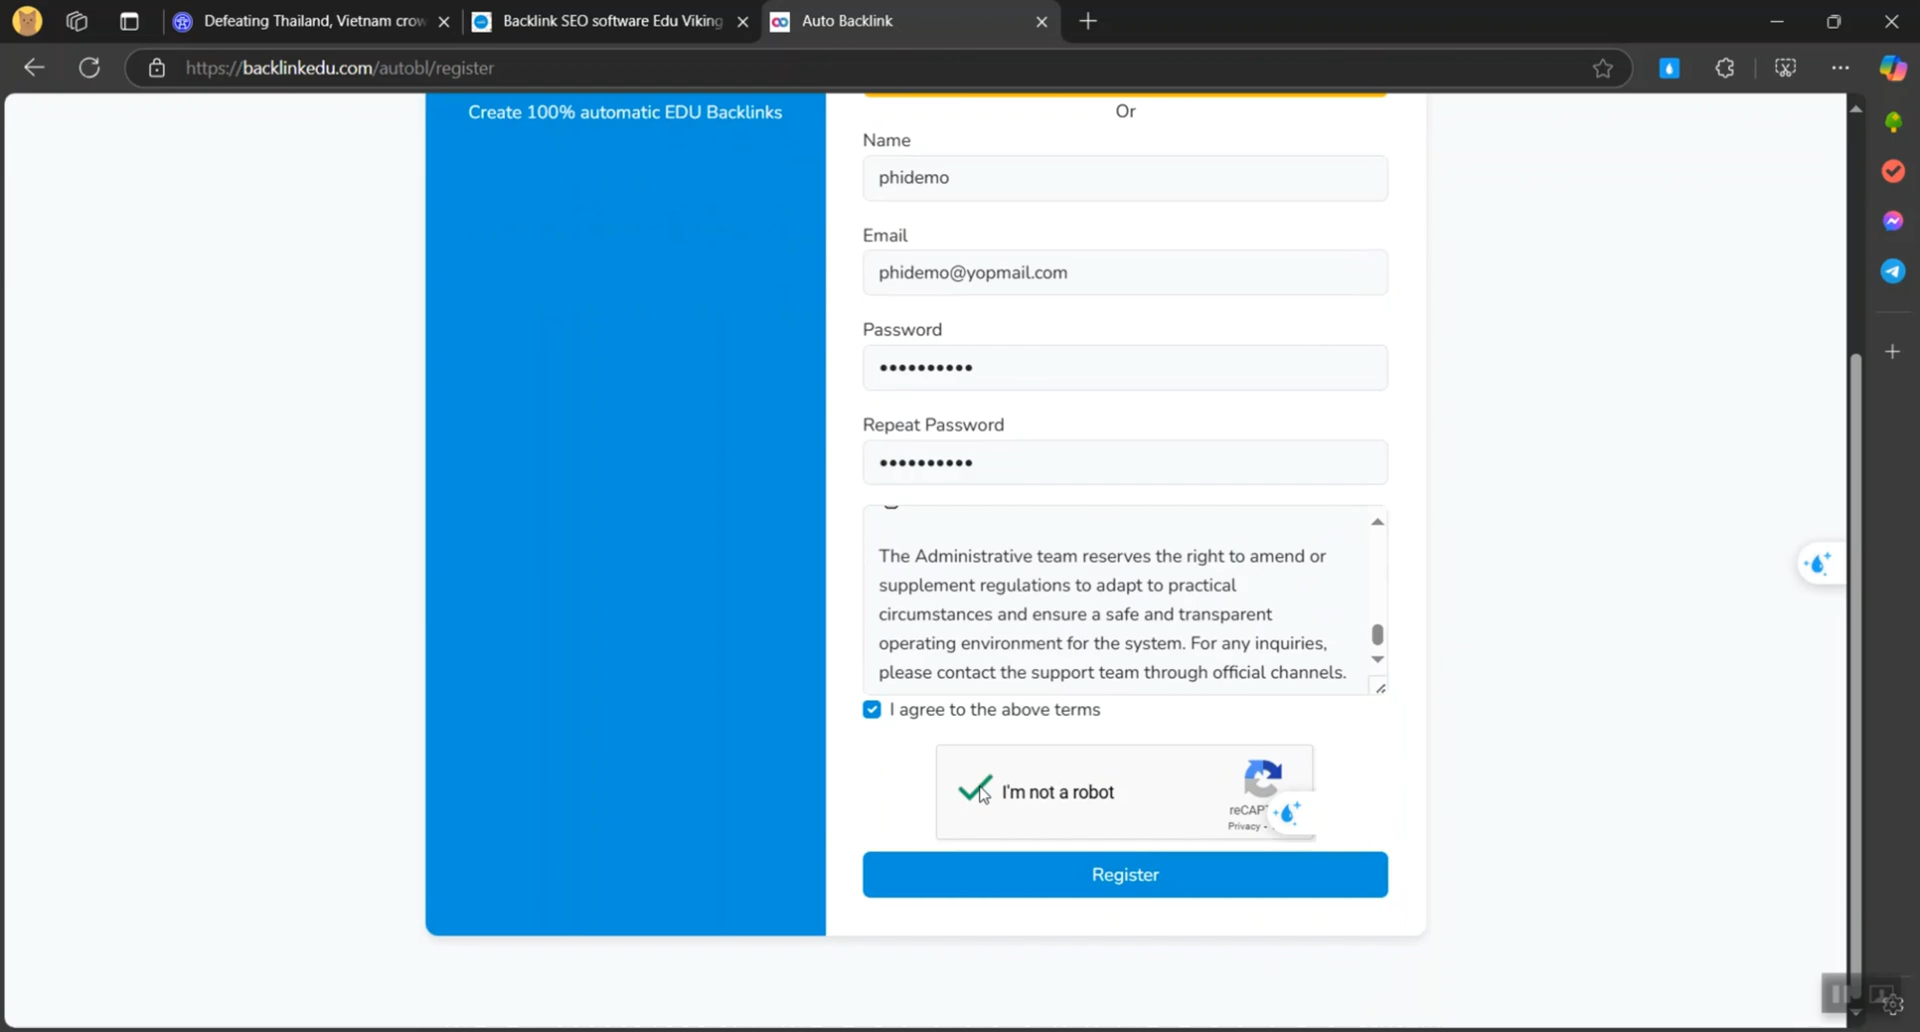 Defeating Thailand, Vietnam crow
Backlink SEO software Edu Viking
Auto Backlink
https://backlinkedu.com/autobl/register
Create 100% automatic EDU Backlinks
Or
Name
phidemo
Email
phidemo@yopmail.com
Password
••••••••••
Repeat Password
••••••••••
The Administrative team reserves the right to amend or
supplement regulations to adapt to practical
circumstances and ensure a safe and transparent
operating environment for the system. For any inquiries,
please contact the support team through official channels.
I agree to the above terms
I'm not a robot
reCAPT
Privacy -
Register